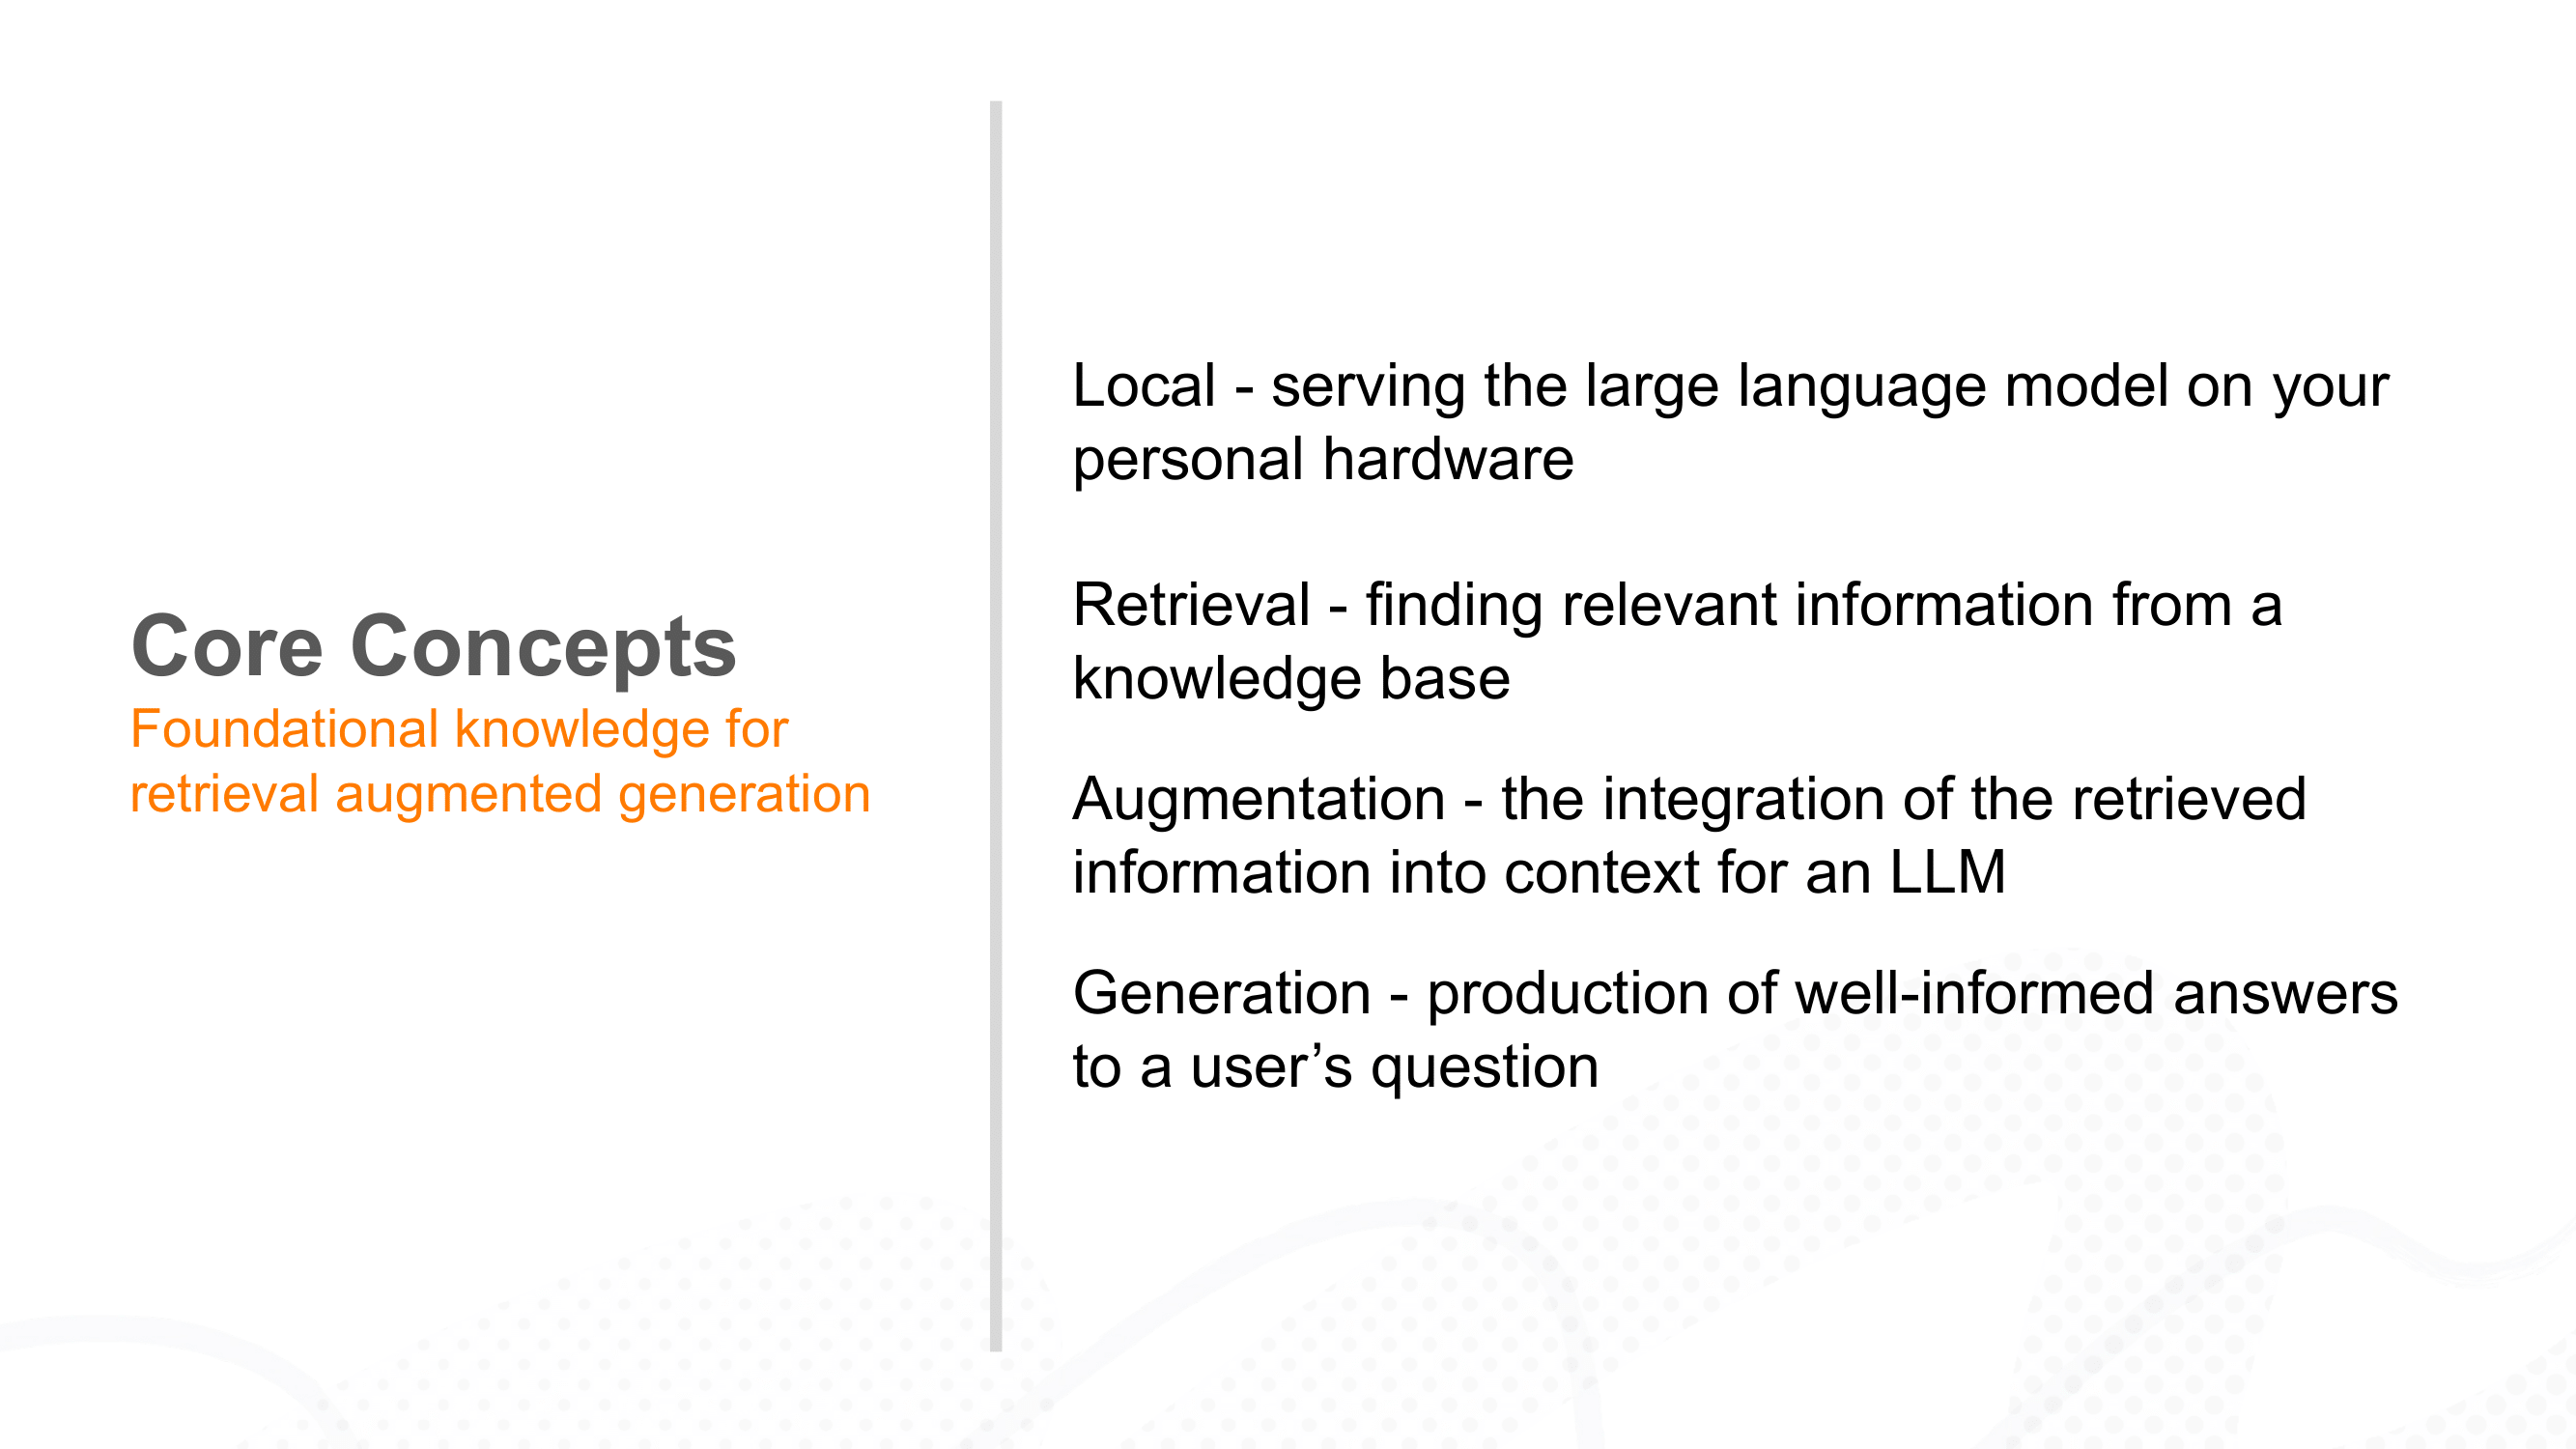 Core Concepts
Foundational knowledge for
retrieval augmented generation
Local - serving the large language model on your
personal hardware
Retrieval - finding relevant information from a
knowledge base
Augmentation - the integration of the retrieved
information into context for an LLM
Generation - production of well-informed answers
to a user’s question